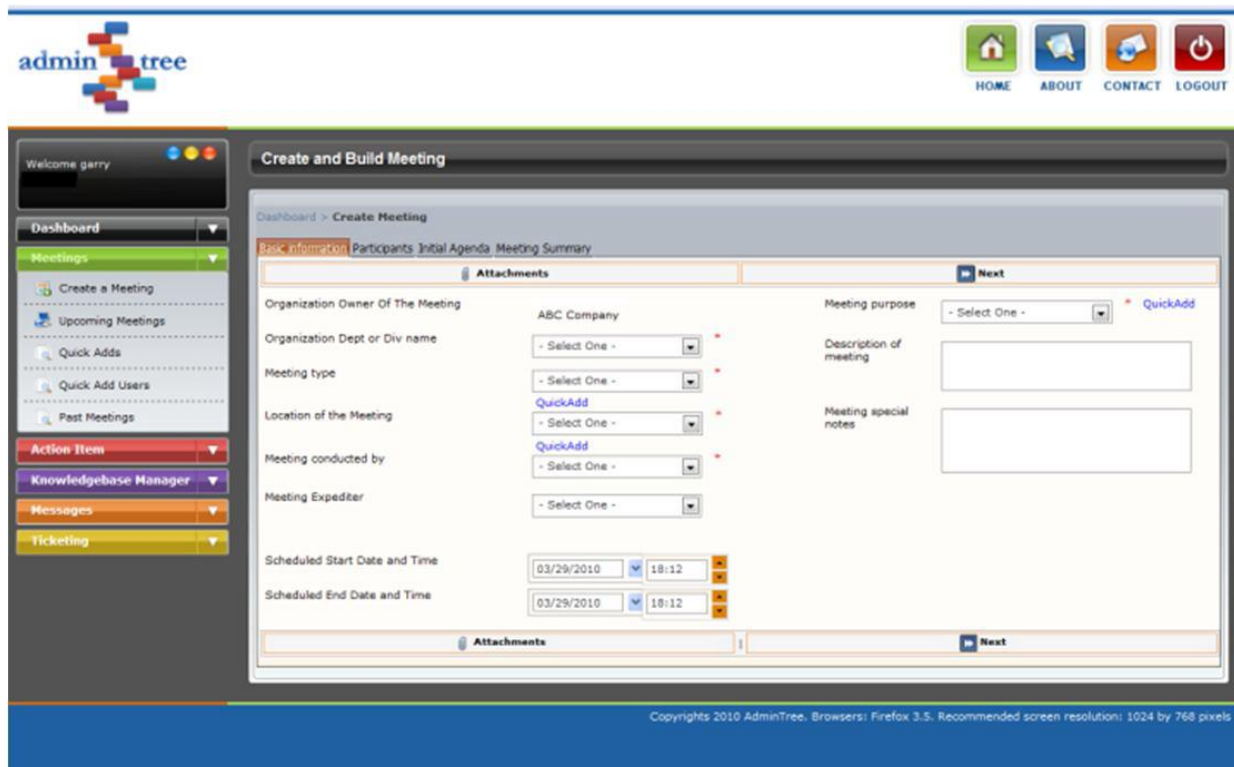 admin tree
HOME ABOUT CONTACT LOGOUT
Welcome garry
Create and Build Meeting
Dashboard
Meetings
Create a Meeting
Upcoming Meetings
Quick Adds
Quick Add Users
Past Meetings
Action Item
Knowledgebase Manager
Messages
Ticketing
Dashboard > Create Meeting
Basic information Participants Initial Agenda Meeting Summary
Attachments Next
Organization Owner Of The Meeting ABC Company
Organization Dept or Div name - Select One - *
Meeting type - Select One - *
QuickAdd
Location of the Meeting - Select One - *
QuickAdd
Meeting conducted by - Select One - *
Meeting Expediter - Select One -
Scheduled Start Date and Time 03/29/2010 18:12
Scheduled End Date and Time 03/29/2010 18:12
Meeting purpose - Select One - * QuickAdd
Description of
meeting
Meeting special
notes
Attachments | Next
Copyrights 2010 AdminTree. Browsers: Firefox 3.5. Recommended screen resolution: 1024 by 768 pixels